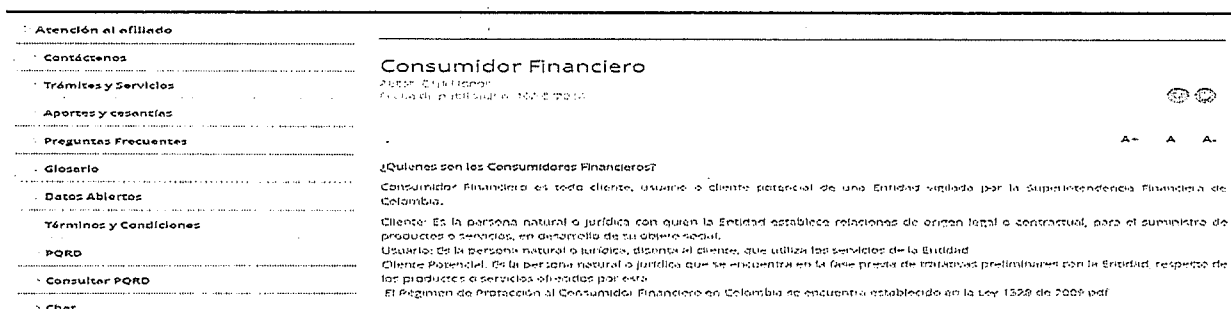 Atención al afiliado
Contáctenos
Trámites y Servicios
Aportes y cesantías
Preguntas Frecuentes
Glosario
Datos Abiertos
Términos y Condiciones
PQRD
Consultar PQRD
Chat
Consumidor Financiero
A+ A A-
¿Quienes son los Consumidores Financieros?
Consumidor Financiero es todo cliente, usuario o cliente potencial de una Entidad vigilada por la Superintendencia Financiera de
Colombia.
Cliente: Es la persona natural o jurídica con quien la Entidad establece relaciones de origen legal o contractual, para el suministro de
productos o servicios, en desarrollo de su objeto social.
Usuario: Es la persona natural o jurídica, distinta al cliente, que utiliza los servicios de la Entidad
Cliente Potencial: Es la persona natural o jurídica que se encuentra en la fase previa de tratativas preliminares con la Entidad, respecto de
los productos o servicios ofrecidos por esta
El Régimen de Protección al Consumidor Financiero en Colombia se encuentra establecido en la Ley 1328 de 2009 pdf